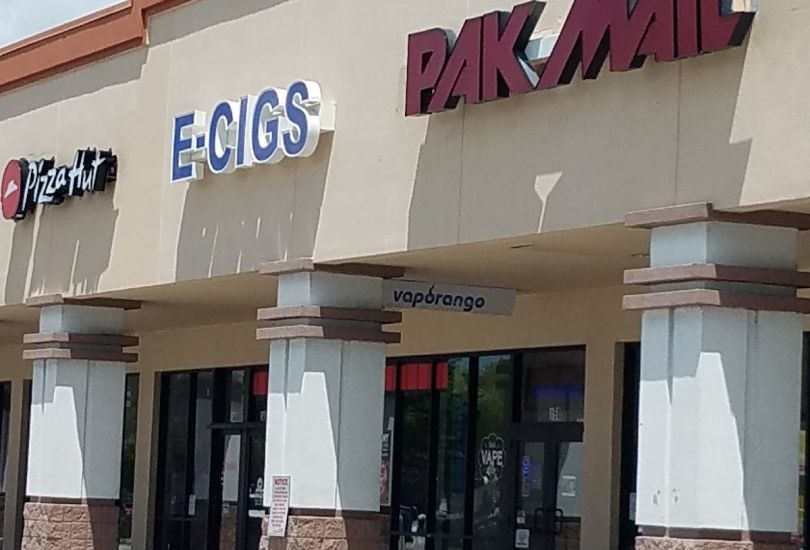 PAK MAIL
E-CIGS
Pizza Hut
vaporango
VAPE
NOTICE